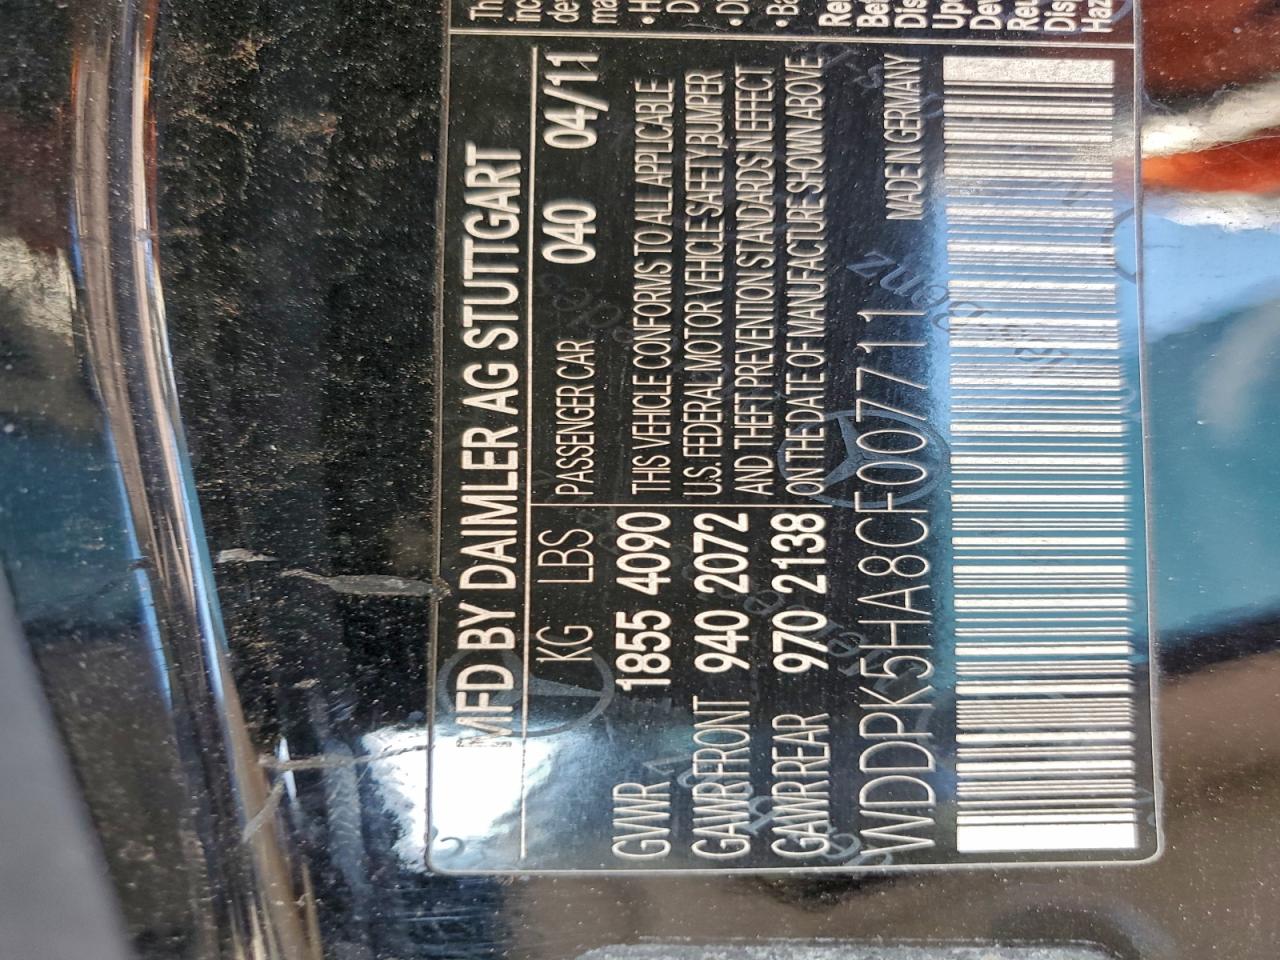 MFD BY DAIMLER AG STUTTGART
KG LBS PASSENGER CAR 040 04/11
GVWR 1855 4090
GAWR FRONT 940 2072
GAWR REAR 970 2138
THIS VEHICLE CONFORMS TO ALL APPLICABLE
U.S. FEDERAL MOTOR VEHICLE SAFETY, BUMPER
AND THEFT PREVENTION STANDARDS IN EFFECT
ON THE DATE OF MANUFACTURE SHOWN ABOVE
WDDPK5HA8CF007711
MADE IN GERMANY